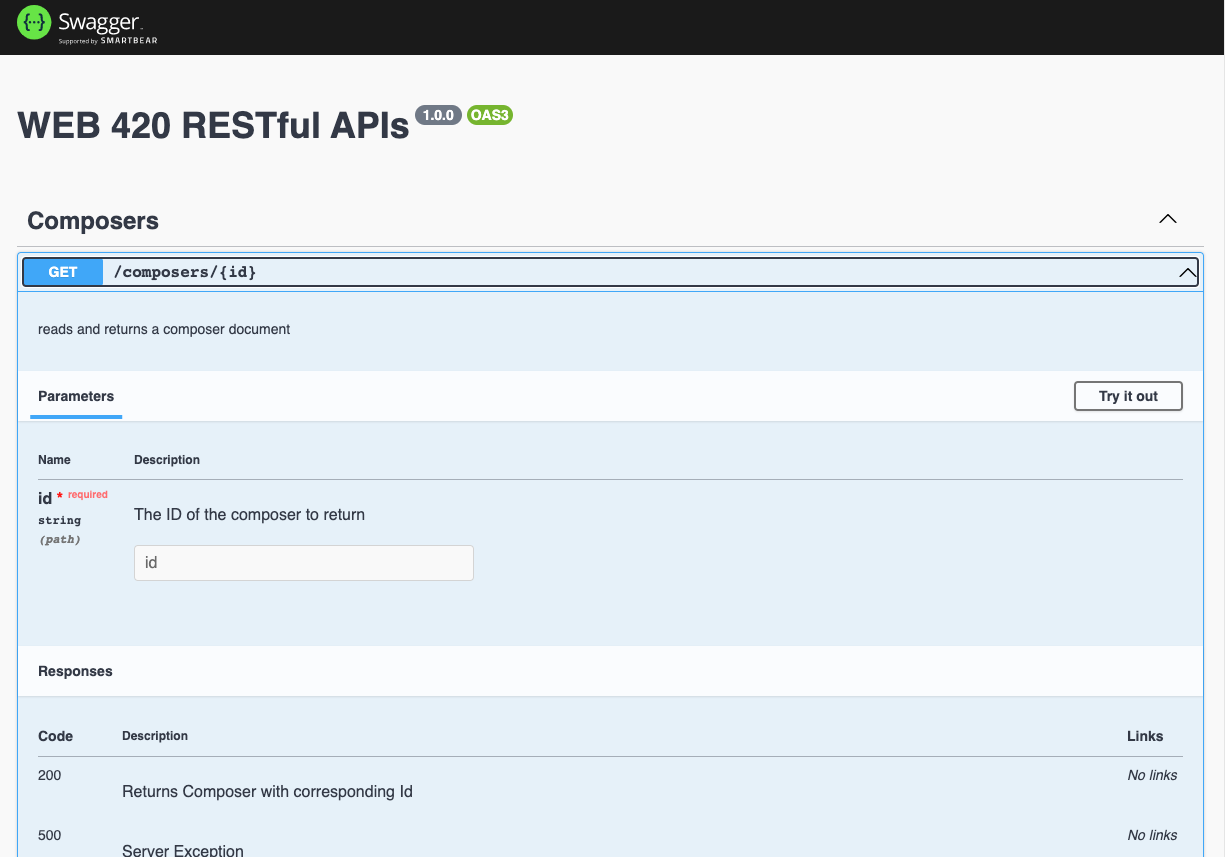 Swagger.
Supported by SMARTBEAR
WEB 420 RESTful APIs 1.0.0 OAS3
Composers
GET /composers/{id}
reads and returns a composer document
Parameters Try it out
Name Description
id * required
string
(path)
The ID of the composer to return
id
Responses
Code Description Links
200 No links
Returns Composer with corresponding Id
500 No links
Server Exception